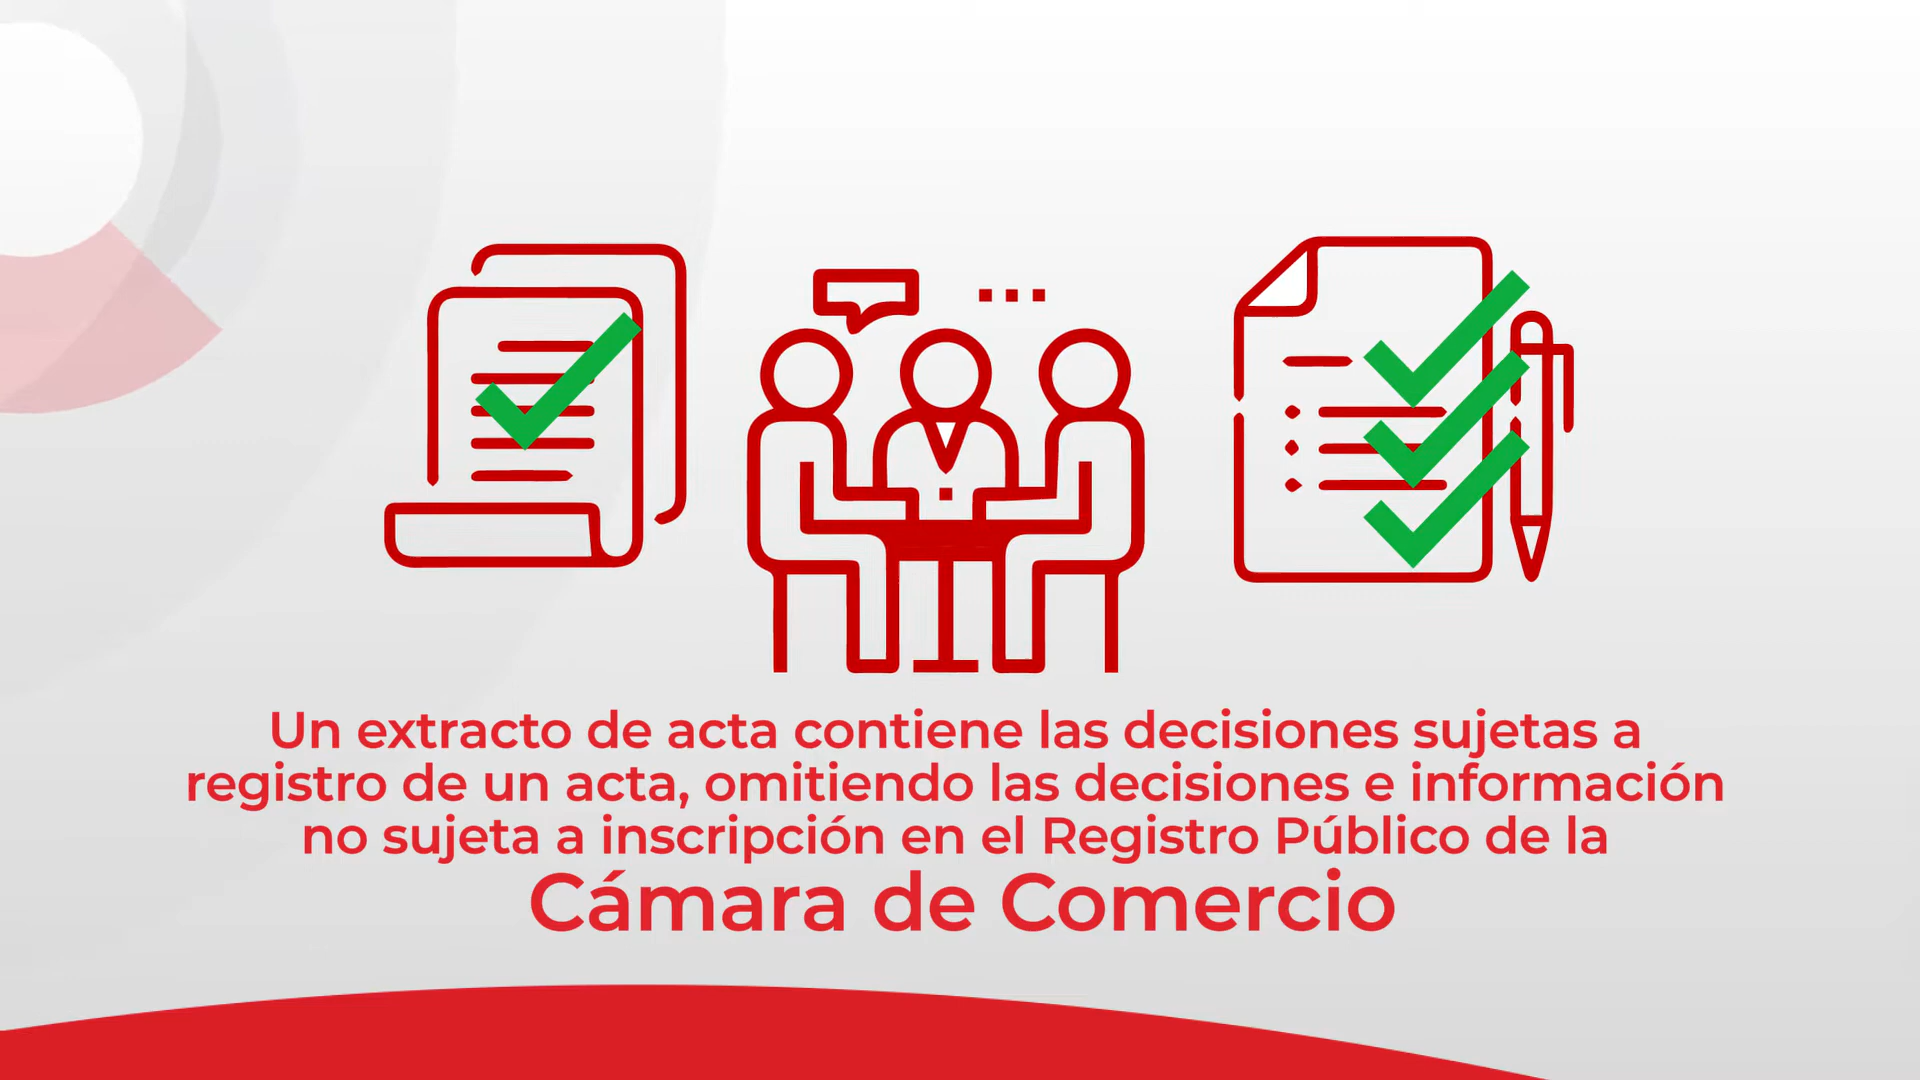 Un extracto de acta contiene las decisiones sujetas a
registro de un acta, omitiendo las decisiones e información
no sujeta a inscripción en el Registro Público de la
Cámara de Comercio